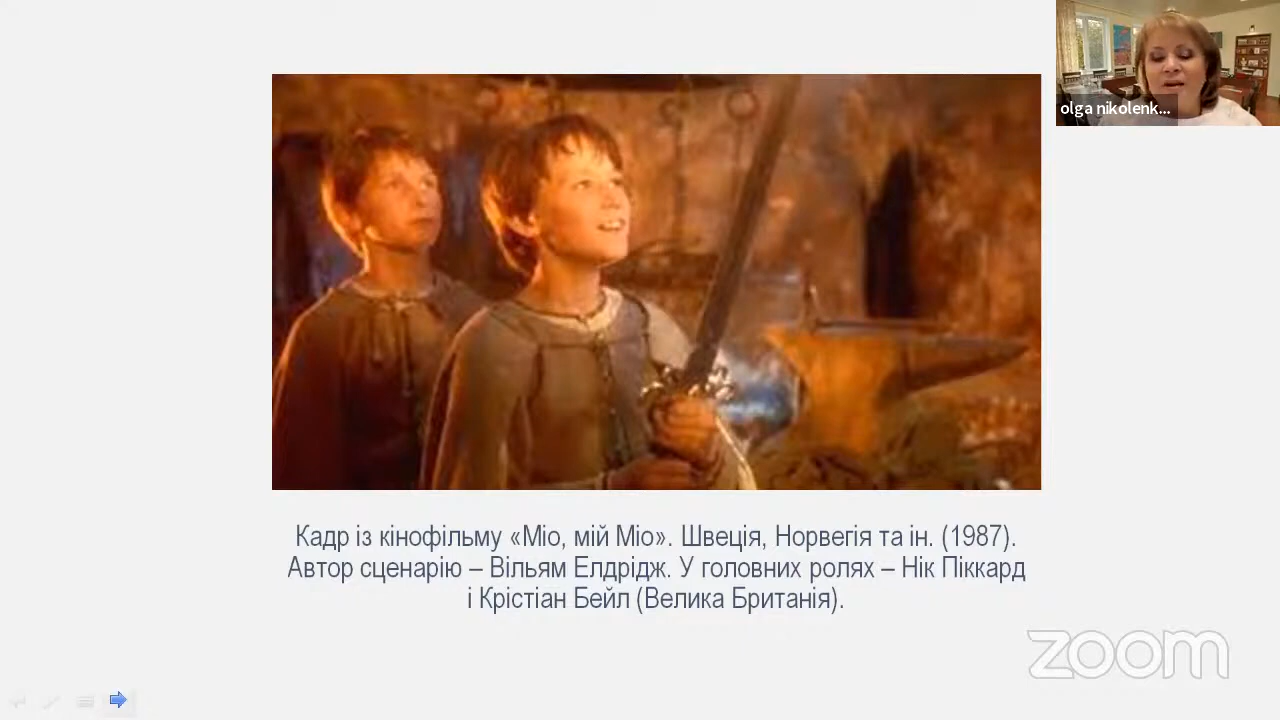 olga nikolenk...
Кадр із кінофільму «Міо, мій Міо». Швеція, Норвегія та ін. (1987).
Автор сценарію – Вільям Елдрідж. У головних ролях – Нік Піккард
і Крістіан Бейл (Велика Британія).
zoom